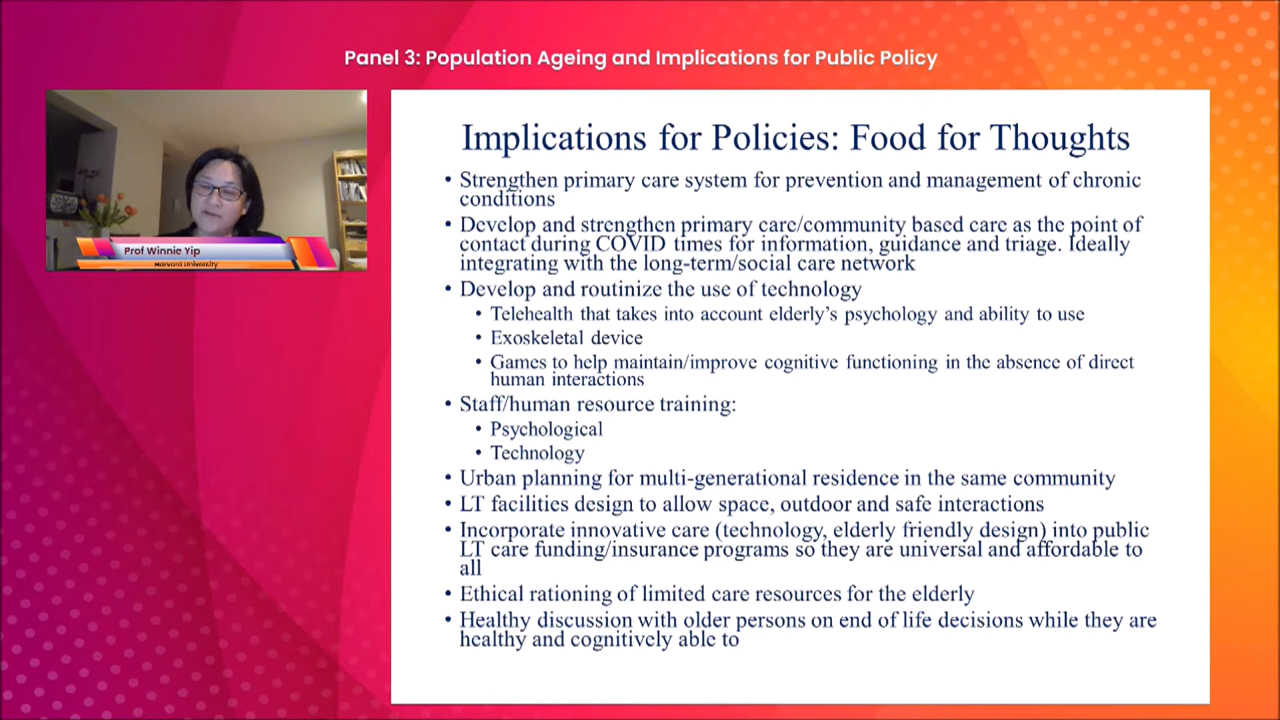 Panel 3: Population Ageing and Implications for Public Policy
Prof Winnie Yip
Harvard University
Implications for Policies: Food for Thoughts
• Strengthen primary care system for prevention and management of chronic
conditions
• Develop and strengthen primary care/community based care as the point of
contact during COVID times for information, guidance and triage. Ideally
integrating with the long-term/social care network
• Develop and routinize the use of technology
• Telehealth that takes into account elderly's psychology and ability to use
• Exoskeletal device
• Games to help maintain/improve cognitive functioning in the absence of direct
human interactions
• Staff/human resource training:
• Psychological
• Technology
• Urban planning for multi-generational residence in the same community
• LT facilities design to allow space, outdoor and safe interactions
• Incorporate innovative care (technology, elderly friendly design) into public
LT care funding/insurance programs so they are universal and affordable to
all
• Ethical rationing of limited care resources for the elderly
• Healthy discussion with older persons on end of life decisions while they are
healthy and cognitively able to